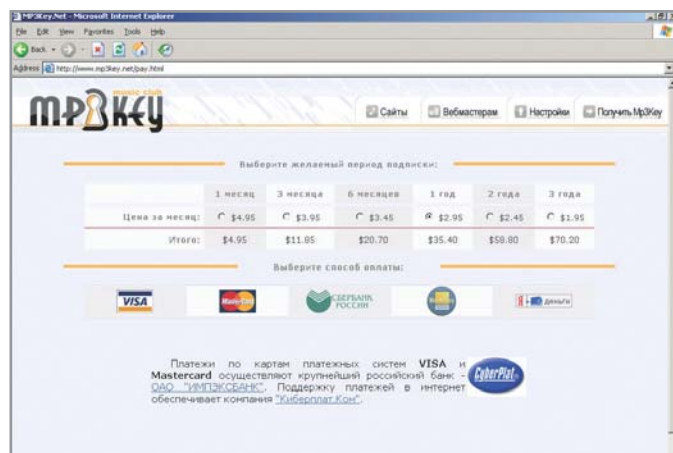 MP3Key.Net - Microsoft Internet Explorer
File Edit View Favorites Tools Help
Back
Address http://www.mp3key.net/pay.html
music club
mp3key
Сайты Вебмастерам Настройки Получить Mp3Key
Выберите желаемый период подписки:
1 месяц 3 месяца 6 месяцев 1 год 2 года 3 года
Цена за месяц: $4.95 $3.95 $3.45 $2.95 $2.45 $1.95
Итого: $4.95 $11.85 $20.70 $35.40 $58.80 $70.20
Выберите способ оплаты:
VISA MasterCard СБЕРБАНК РОССИИ деньги
Платежи по картам платежных систем VISA и
Mastercard осуществляют крупнейший российский банк -
ОАО "ИМПЭКСБАНК". Поддержку платежей в интернет
обеспечивает компания "Киберплат.Ком".
CyberPlat